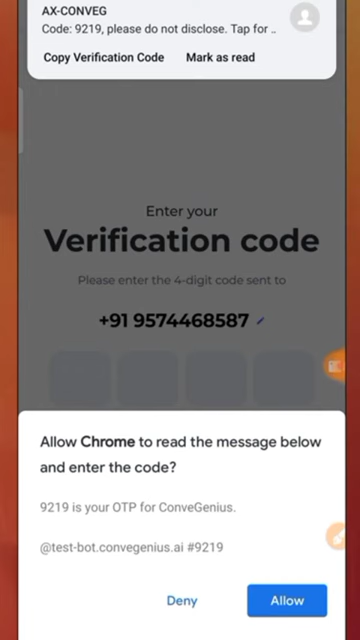 AX-CONVEG
Code: 9219, please do not disclose. Tap for ..
Copy Verification Code Mark as read
Enter your
Verification code
Please enter the 4-digit code sent to
+91 9574468587
Allow Chrome to read the message below
and enter the code?
9219 is your OTP for ConveGenius.
@test-bot.convegenius.ai #9219
Deny Allow